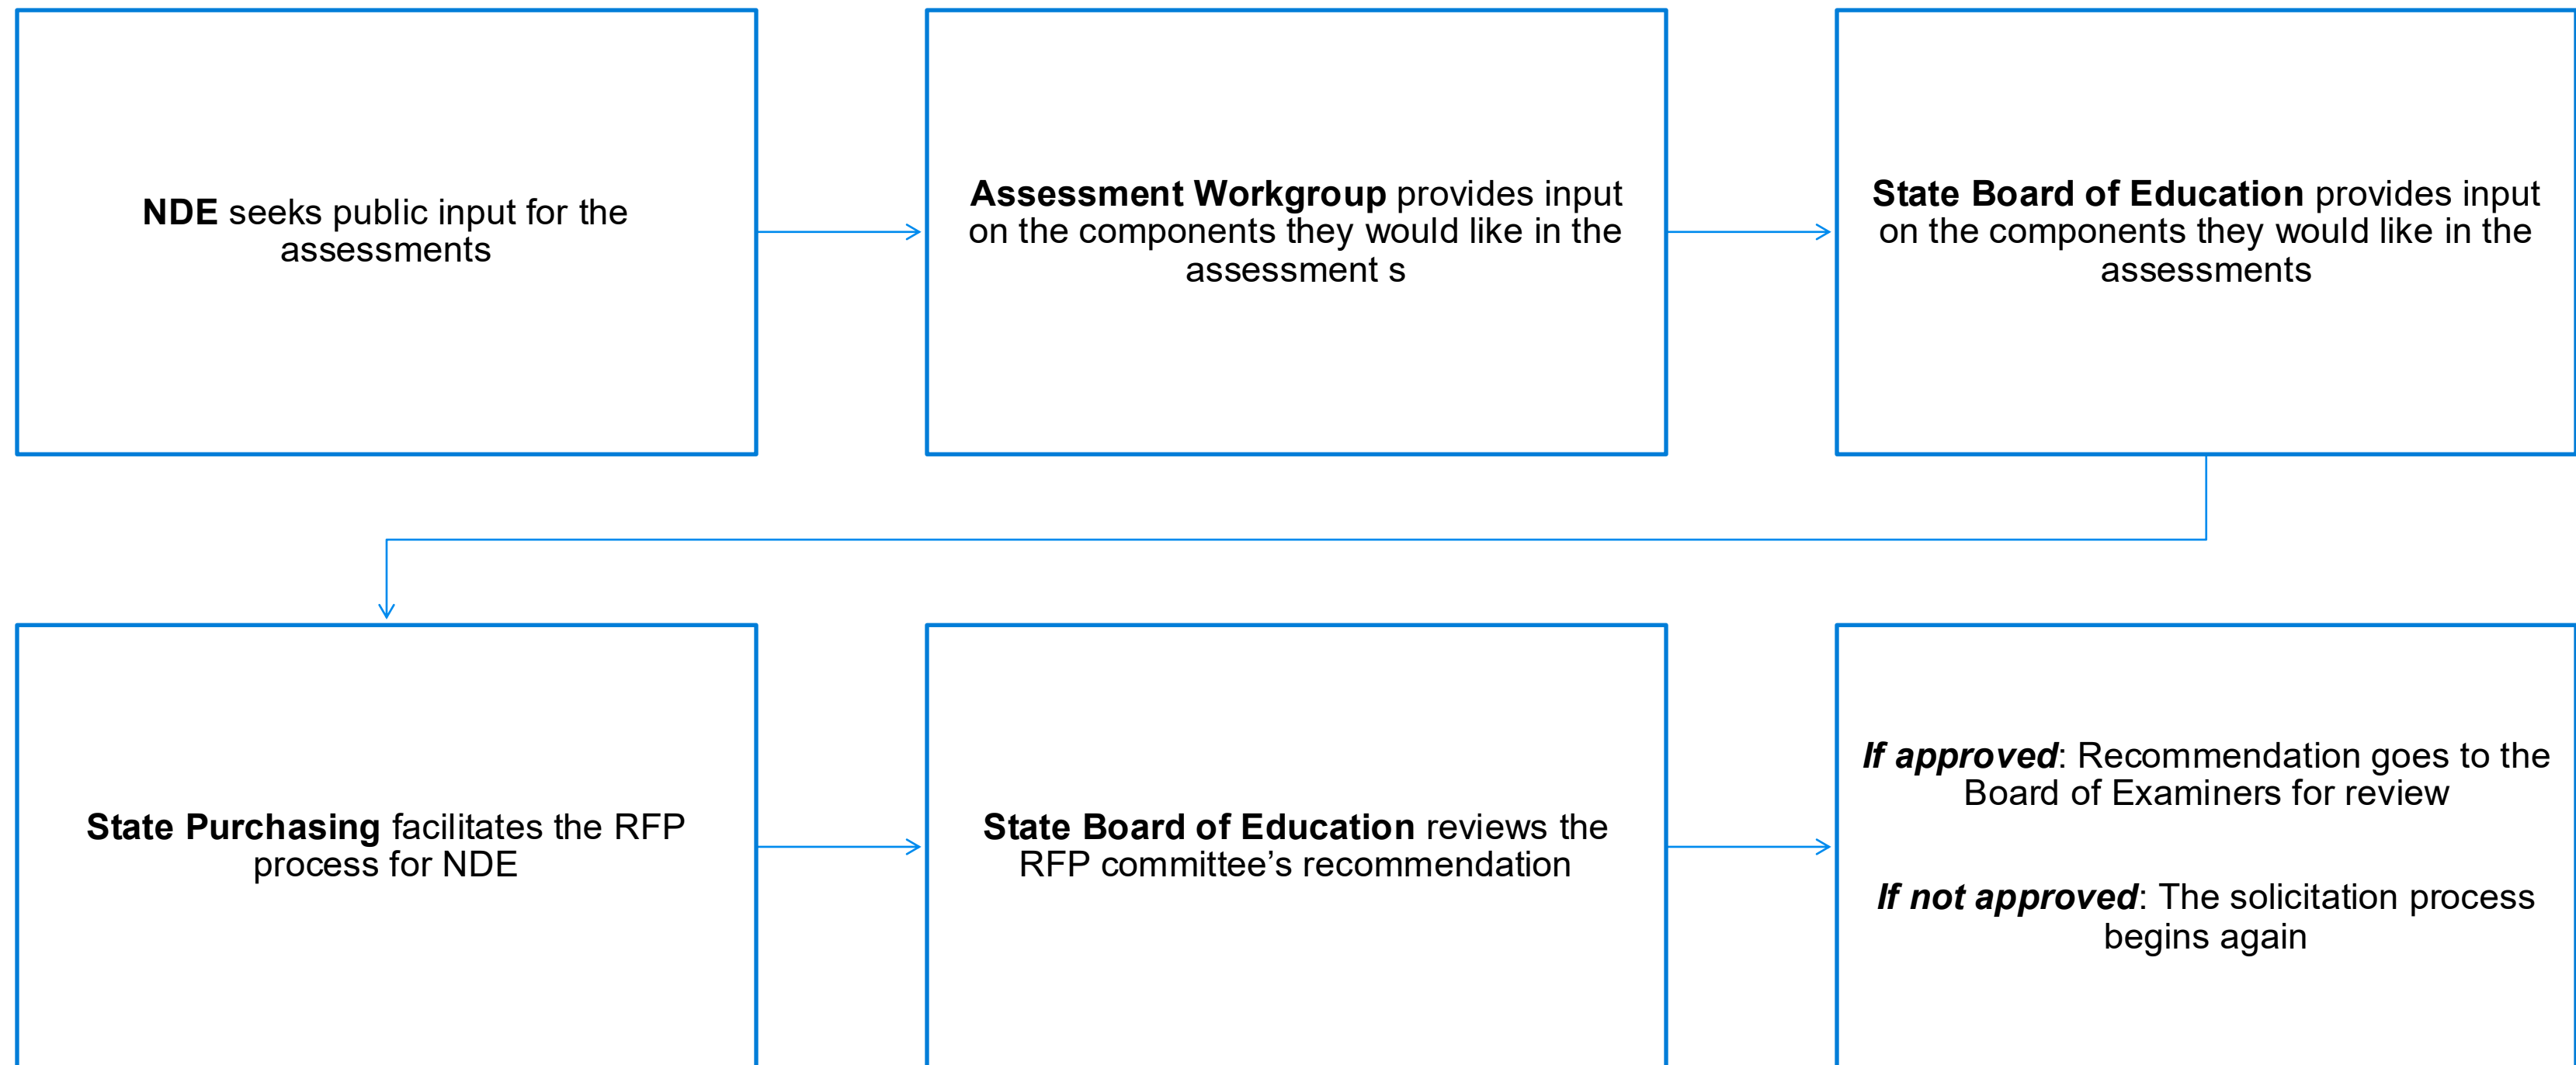 NDE seeks public input for the
assessments
Assessment Workgroup provides input
on the components they would like in the
assessment s
State Board of Education provides input
on the components they would like in the
assessments
State Purchasing facilitates the RFP
process for NDE
State Board of Education reviews the
RFP committee’s recommendation
If approved: Recommendation goes to the
Board of Examiners for review
If not approved: The solicitation process
begins again